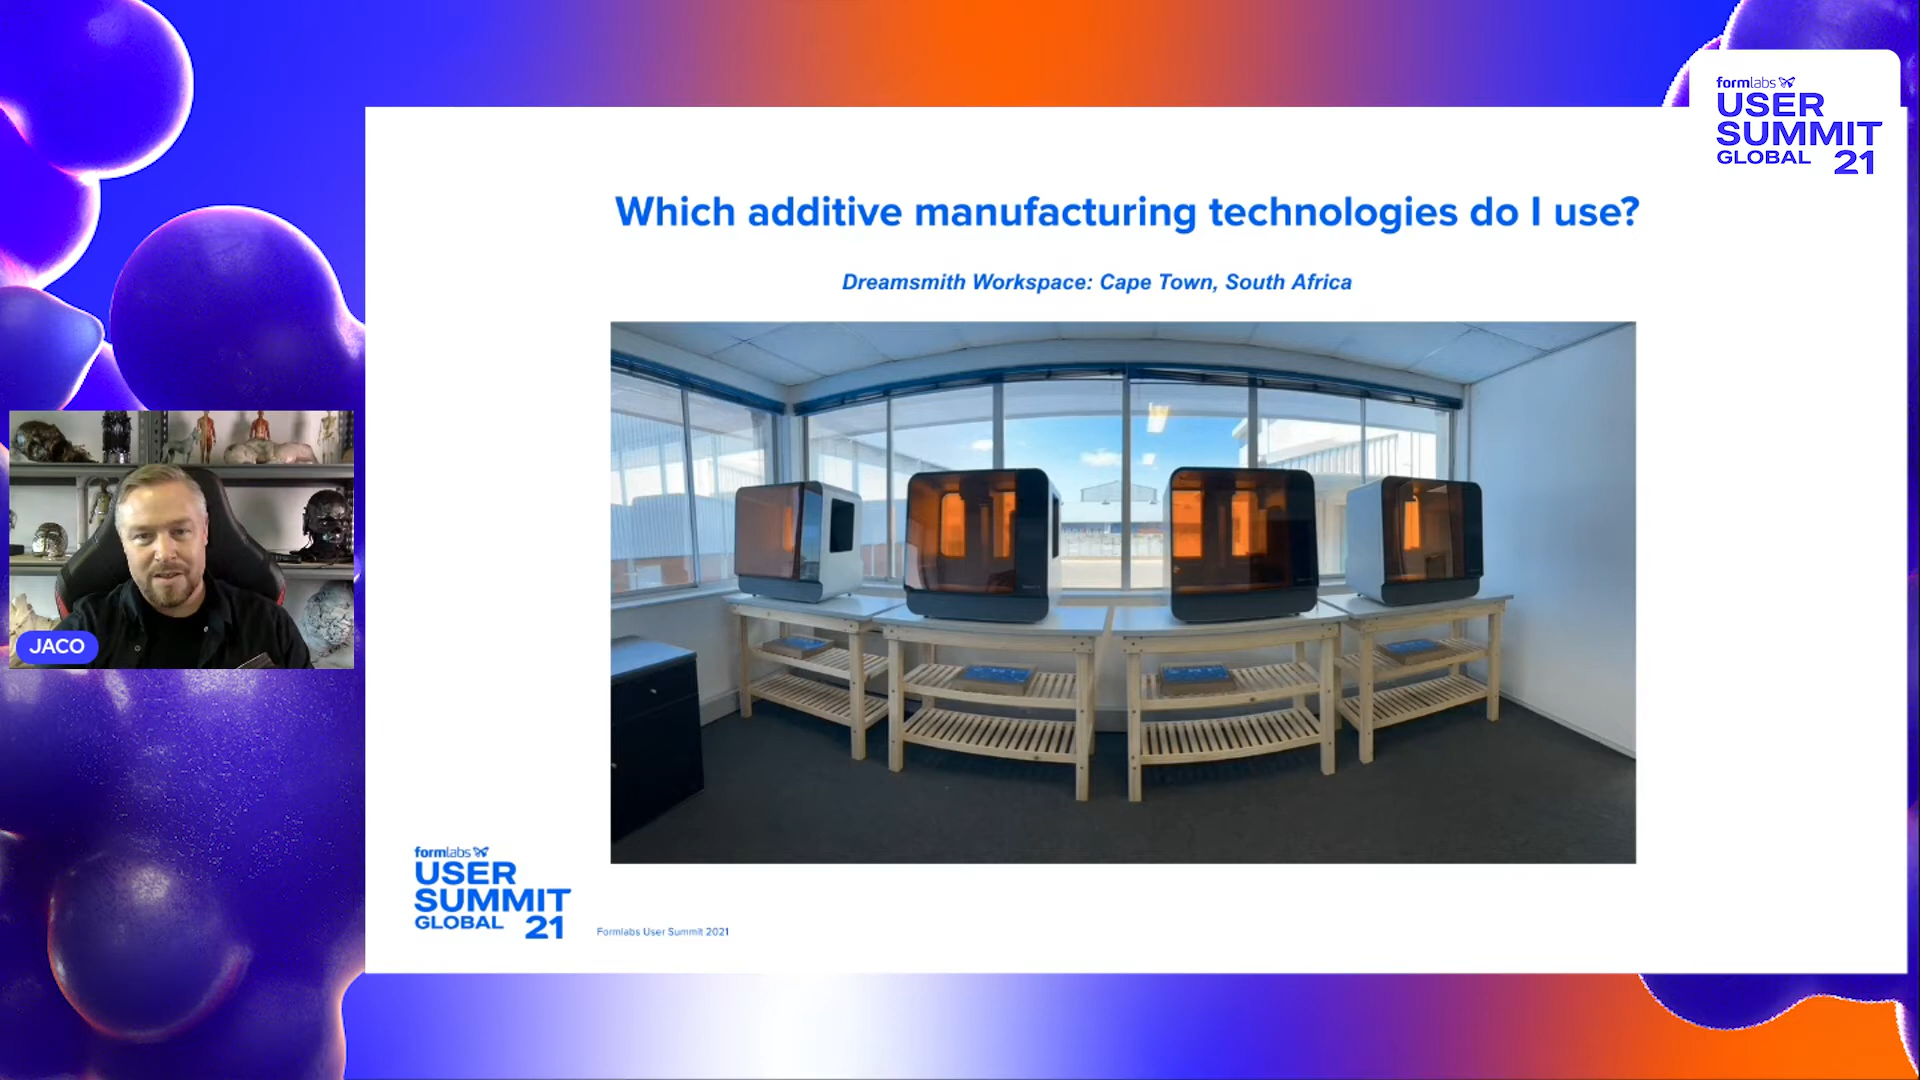 formlabs
USER
SUMMIT
GLOBAL 21
Which additive manufacturing technologies do I use?
Dreamsmith Workspace: Cape Town, South Africa
JACO
formlabs
USER
SUMMIT
GLOBAL 21
Formlabs User Summit 2021